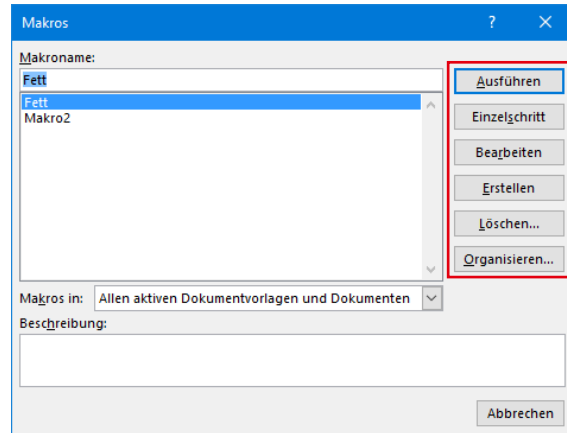 Makros ?
Makroname:
Fett
Fett
Makro2
Ausführen
Einzelschritt
Bearbeiten
Erstellen
Löschen...
Organisieren...
Makros in: Allen aktiven Dokumentvorlagen und Dokumenten
Beschreibung:
Abbrechen